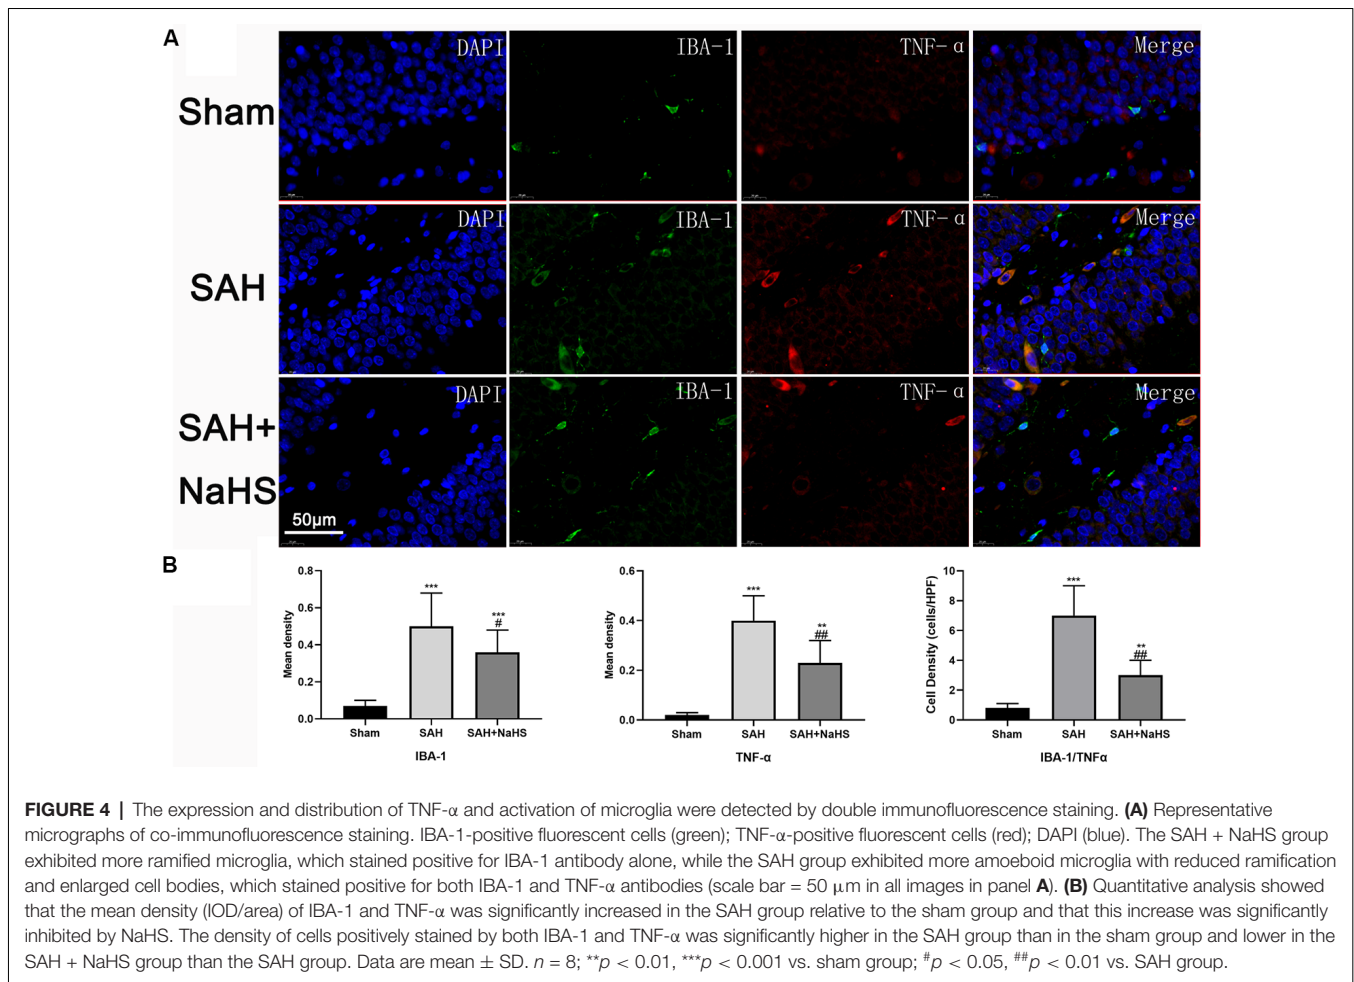 A
Sham
DAPI
IBA-1
TNF-α
Merge
SAH
DAPI
IBA-1
TNF-α
Merge
SAH+
NaHS
DAPI
IBA-1
TNF-α
Merge
50μm
B
Mean density
0.8
0.6
0.4
0.2
0.0
***
***
#
Sham SAH SAH+NaHS
IBA-1
Mean density
0.6
0.4
0.2
0.0
***
**
##
Sham SAH SAH+NaHS
TNF-α
Cell Density (cells/HPF)
10
8
6
4
2
0
***
**
##
Sham SAH SAH+NaHS
IBA-1/TNFα
FIGURE 4 | The expression and distribution of TNF-α and activation of microglia were detected by double immunofluorescence staining. (A) Representative
micrographs of co-immunofluorescence staining. IBA-1-positive fluorescent cells (green); TNF-α-positive fluorescent cells (red); DAPI (blue). The SAH + NaHS group
exhibited more ramified microglia, which stained positive for IBA-1 antibody alone, while the SAH group exhibited more amoeboid microglia with reduced ramification
and enlarged cell bodies, which stained positive for both IBA-1 and TNF-α antibodies (scale bar = 50 μm in all images in panel A). (B) Quantitative analysis showed
that the mean density (IOD/area) of IBA-1 and TNF-α was significantly increased in the SAH group relative to the sham group and that this increase was significantly
inhibited by NaHS. The density of cells positively stained by both IBA-1 and TNF-α was significantly higher in the SAH group than in the sham group and lower in the
SAH + NaHS group than the SAH group. Data are mean ± SD. n = 8; **p < 0.01, ***p < 0.001 vs. sham group; #p < 0.05, ##p < 0.01 vs. SAH group.